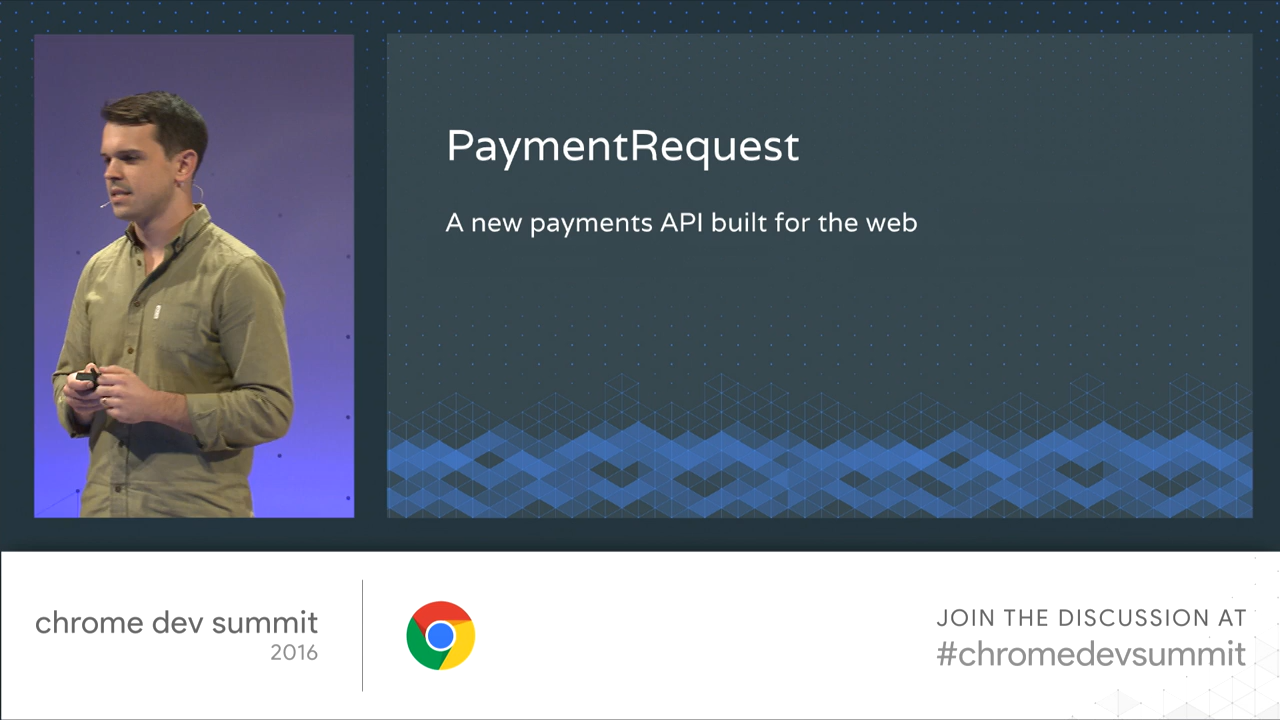 PaymentRequest
A new payments API built for the web
chrome dev summit
2016
JOIN THE DISCUSSION AT
#chromedevsummit